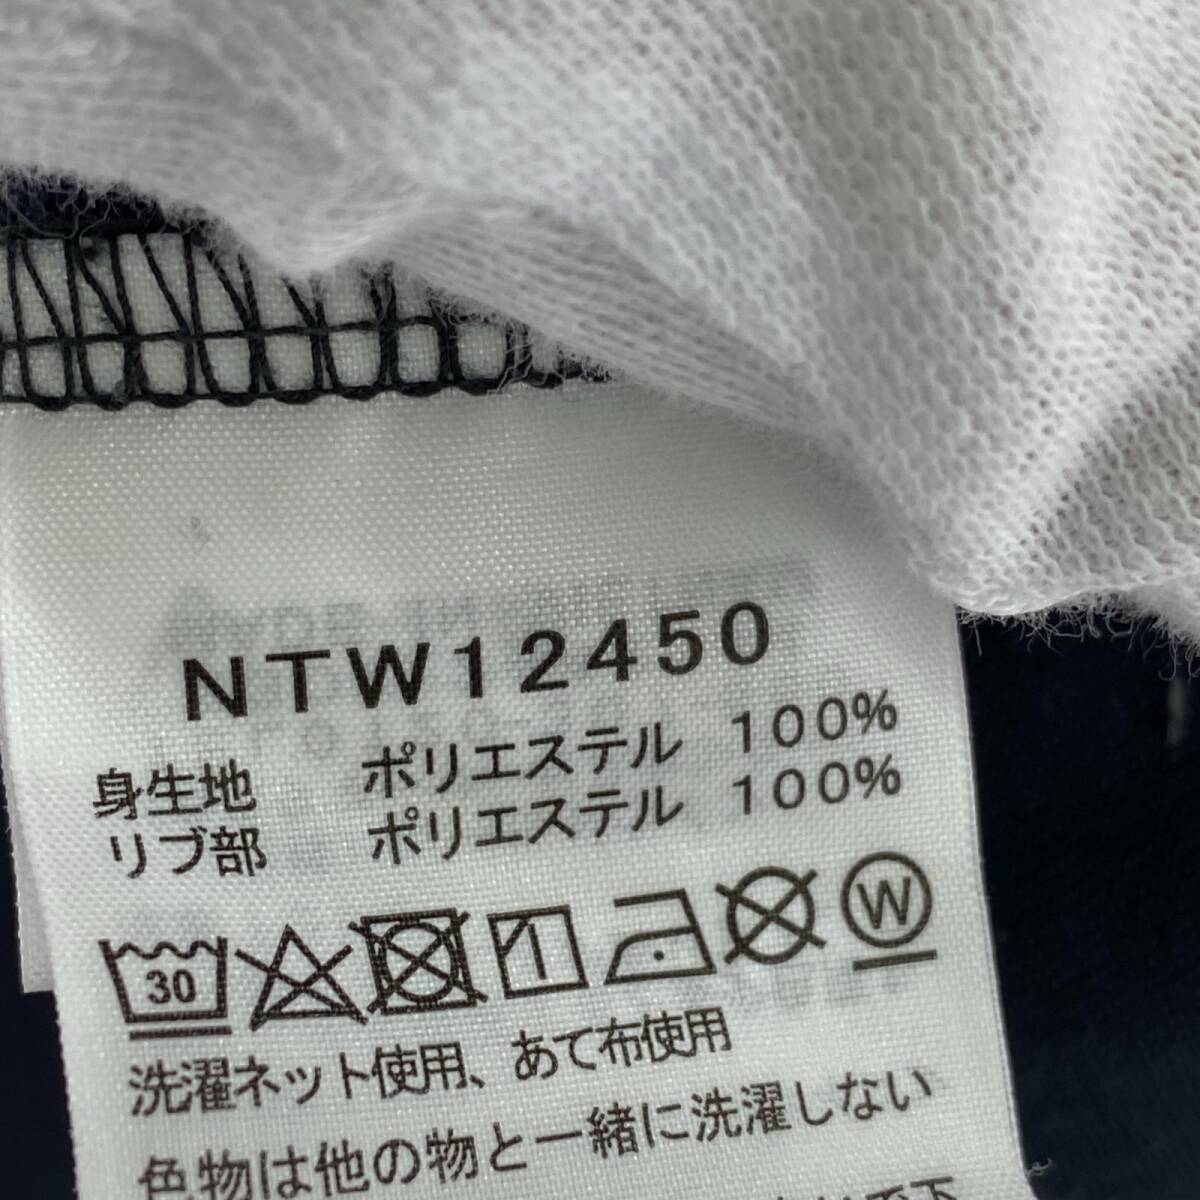 NTW12450
身生地 ポリエステル 100%
リブ部 ポリエステル 100%
30 W
洗濯ネット使用、あて布使用
色物は他の物と一緒に洗濯しない